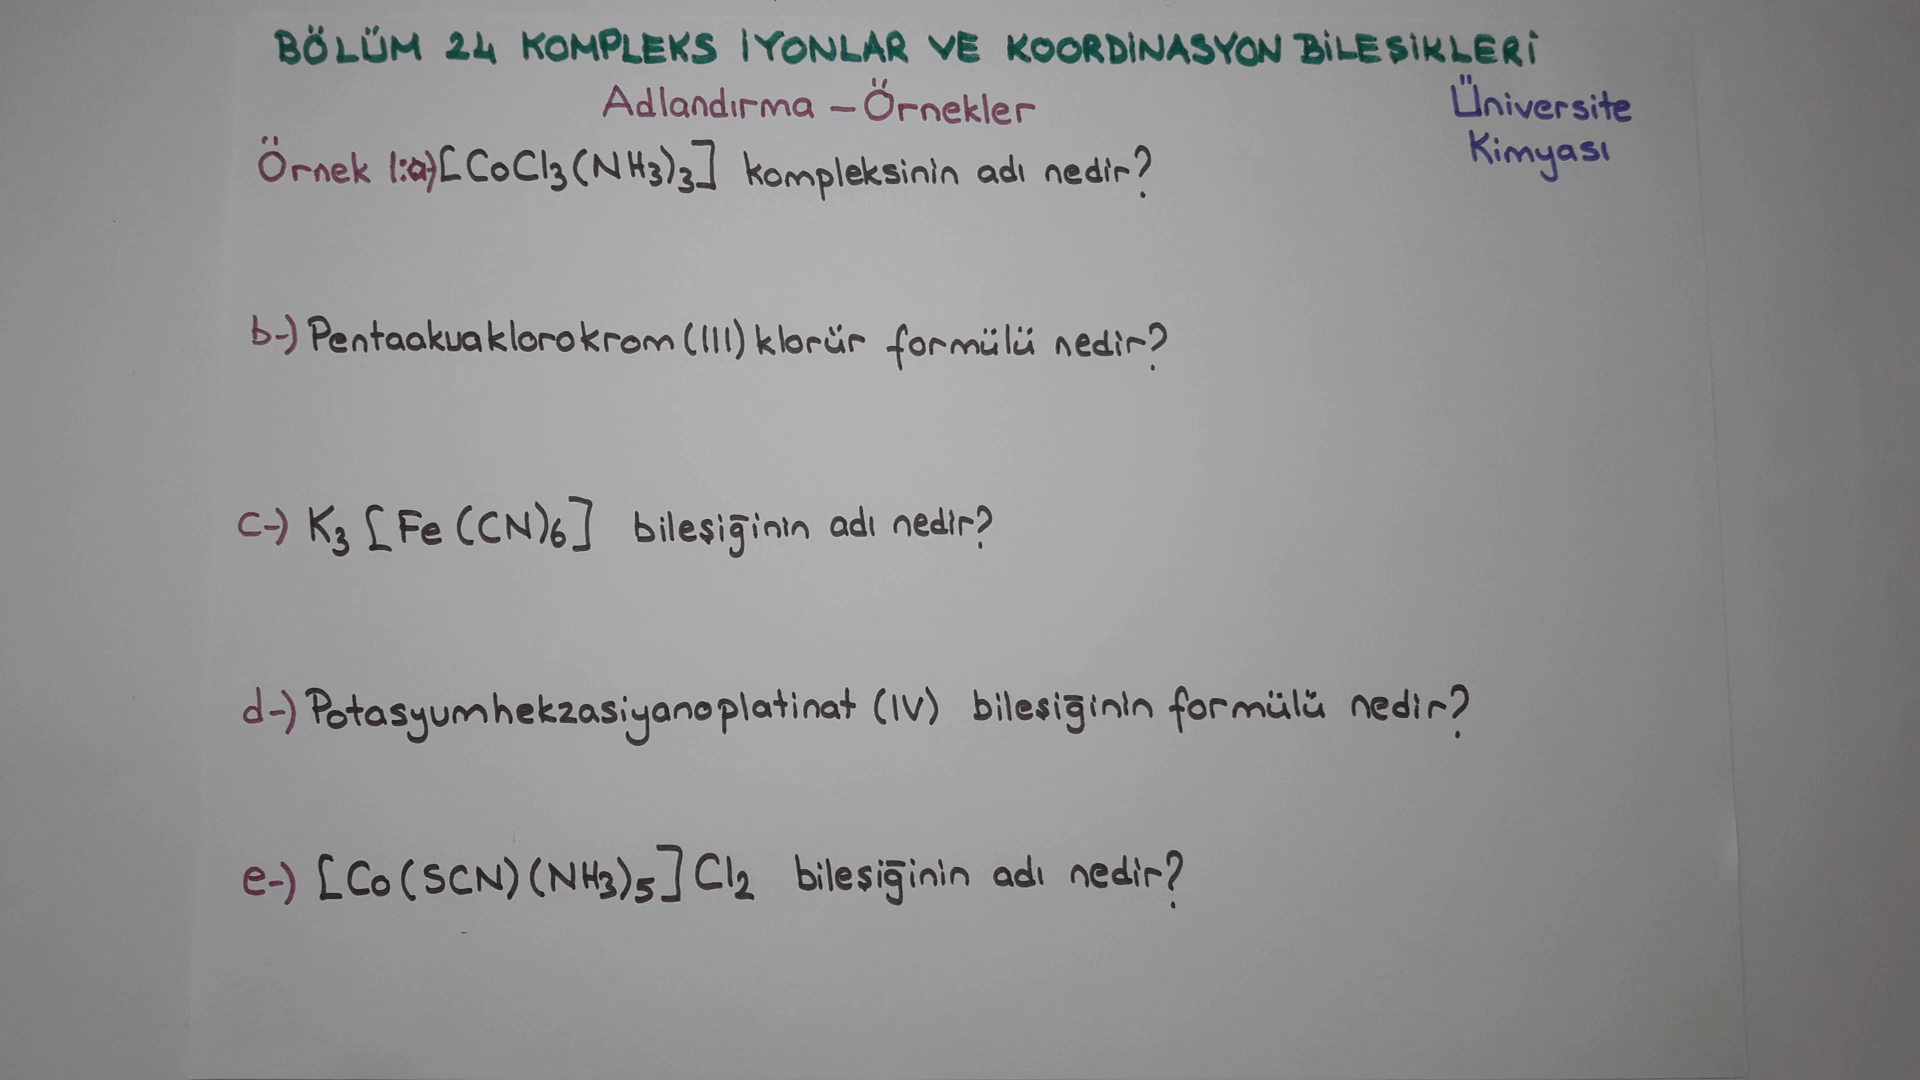 BÖLÜM 24 KOMPLEKS İYONLAR VE KOORDİNASYON BİLEŞİKLERİ
Adlandırma – Örnekler
Üniversite
Kimyası
Örnek 1:a)[CoCl3(NH3)3] kompleksinin adı nedir?
b-) Pentaakuaklorokrom(III) klorür formülü nedir?
c-) K3 [Fe(CN)6] bileşiğinin adı nedir?
d-) Potasyumhekzasiyanoplatinat (IV) bileşiğinin formülü nedir?
e-) [Co(SCN)(NH3)5]Cl2 bileşiğinin adı nedir?